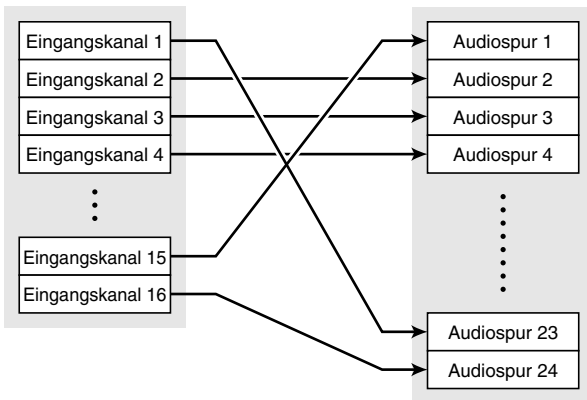 Eingangskanal 1
Eingangskanal 2
Eingangskanal 3
Eingangskanal 4
Eingangskanal 15
Eingangskanal 16
Audiospur 1
Audiospur 2
Audiospur 3
Audiospur 4
Audiospur 23
Audiospur 24